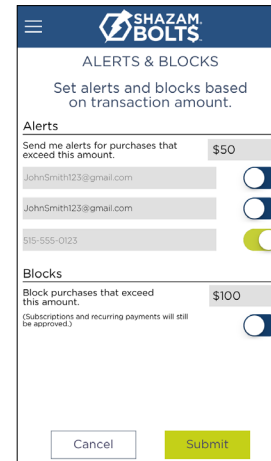 SHAZAM.
BOLT$.
ALERTS & BLOCKS
Set alerts and blocks based
on transaction amount.
Alerts
Send me alerts for purchases that
exceed this amount.
$50
JohnSmith123@gmail.com
JohnSmith123@gmail.com
515-555-0123
Blocks
Block purchases that exceed
this amount.
$100
(Subscriptions and recurring payments will still
be approved.)
Cancel
Submit